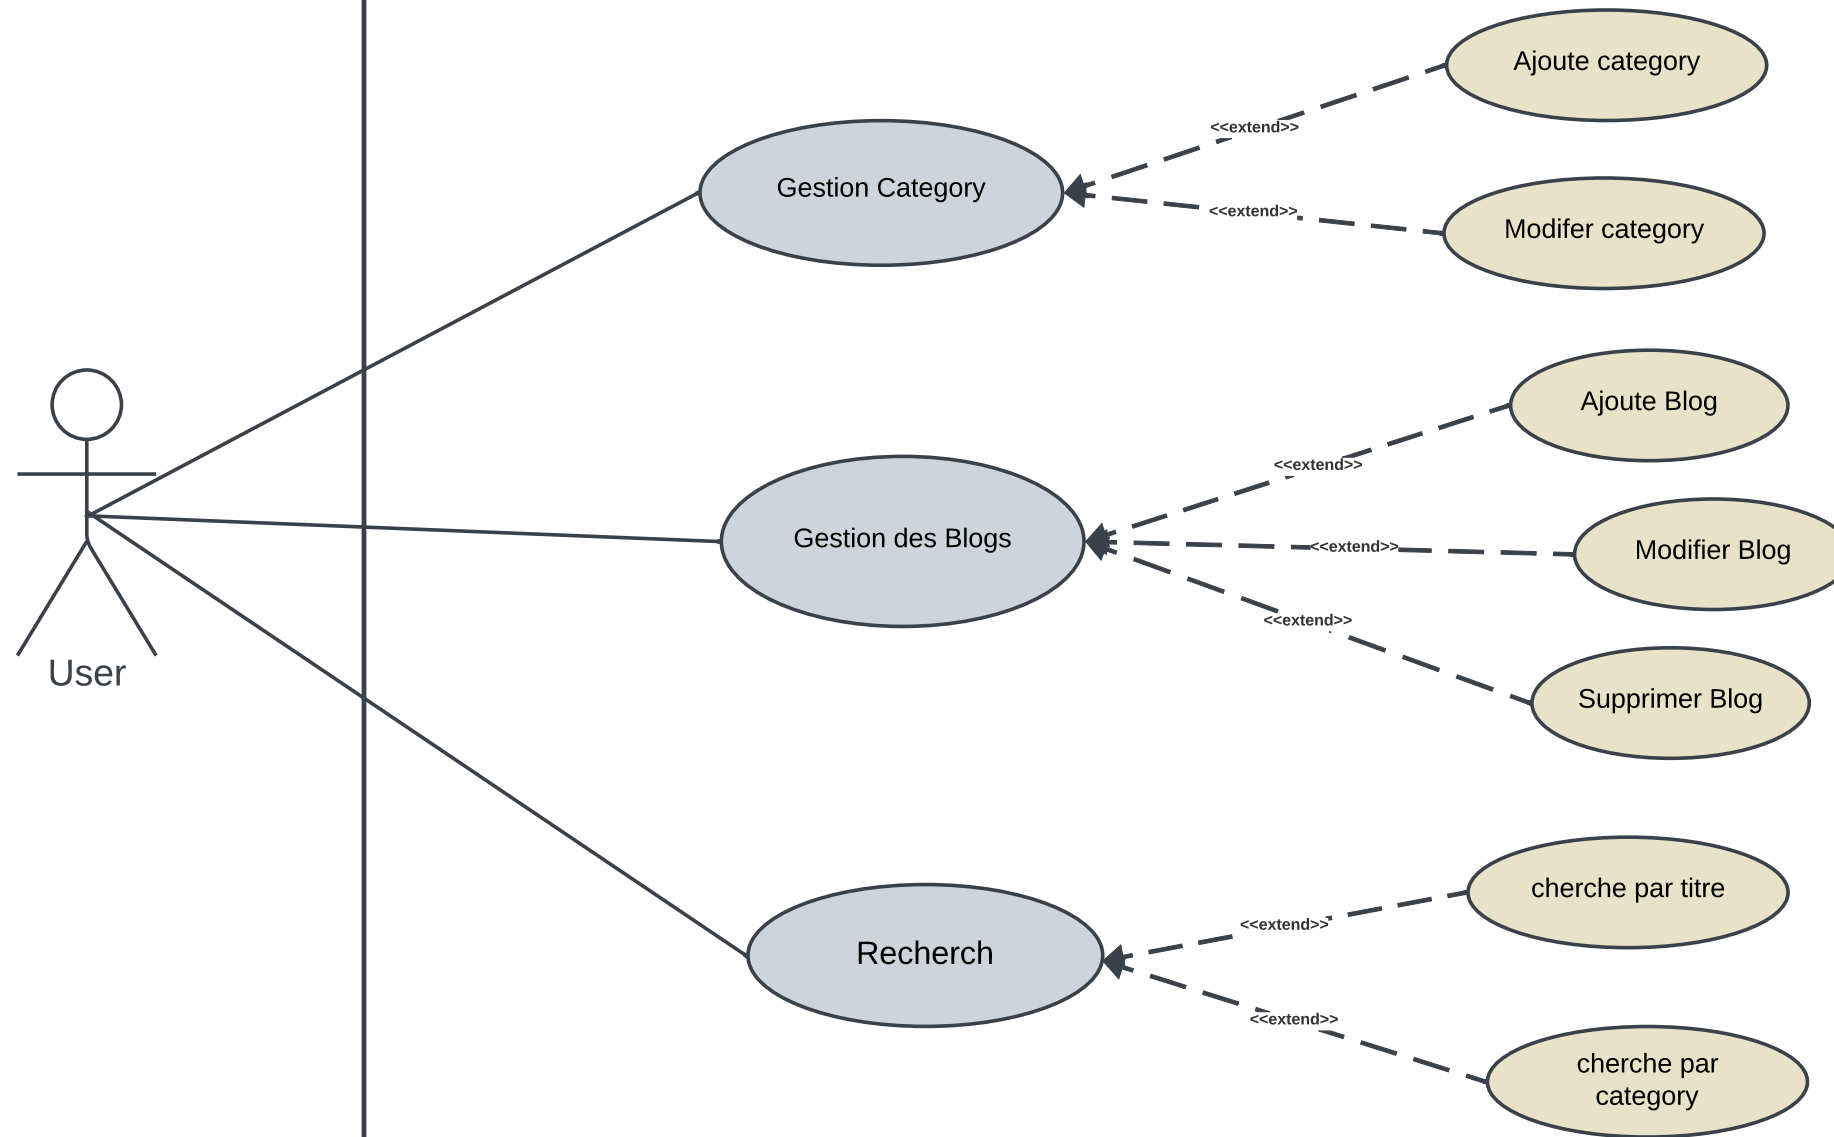 Ajoute category
<<extend>>
Gestion Category
<<extend>>
Modifer category
Ajoute Blog
<<extend>>
Gestion des Blogs
<<extend>>
Modifier Blog
<<extend>>
User
Supprimer Blog
cherche par titre
<<extend>>
Recherch
<<extend>>
cherche par
category